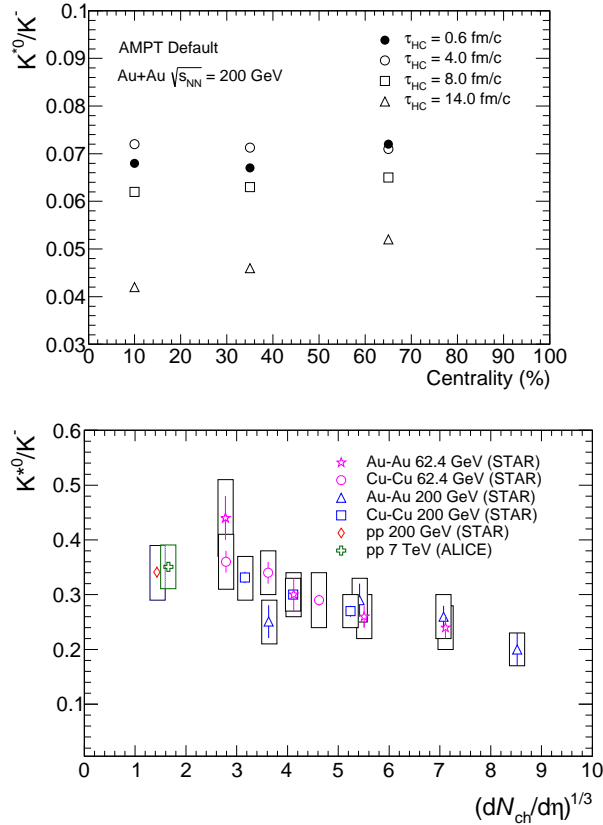 K*0/K-
0.1
0.09
0.08
0.07
0.06
0.05
0.04
0.03
AMPT Default
Au+Au √sNN = 200 GeV
τHC = 0.6 fm/c
τHC = 4.0 fm/c
τHC = 8.0 fm/c
τHC = 14.0 fm/c
0 10 20 30 40 50 60 70 80 90 100
Centrality (%)
K*0/K-
0.6
0.5
0.4
0.3
0.2
0.1
Au-Au 62.4 GeV (STAR)
Cu-Cu 62.4 GeV (STAR)
Au-Au 200 GeV (STAR)
Cu-Cu 200 GeV (STAR)
pp 200 GeV (STAR)
pp 7 TeV (ALICE)
0 1 2 3 4 5 6 7 8 9 10
(dNch/dη)1/3